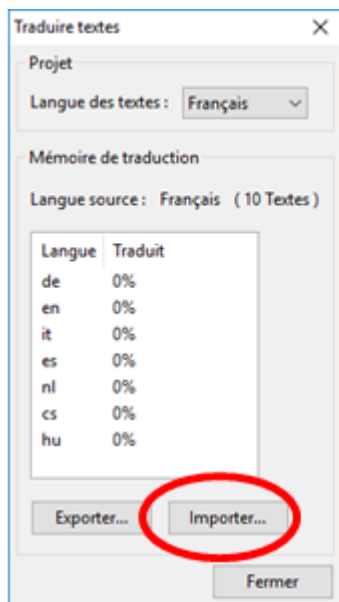 Traduire textes
Projet
Langue des textes : Français
Mémoire de traduction
Langue source : Français ( 10 Textes )
Langue Traduit
de 0%
en 0%
it 0%
es 0%
nl 0%
cs 0%
hu 0%
Exporter... Importer...
Fermer